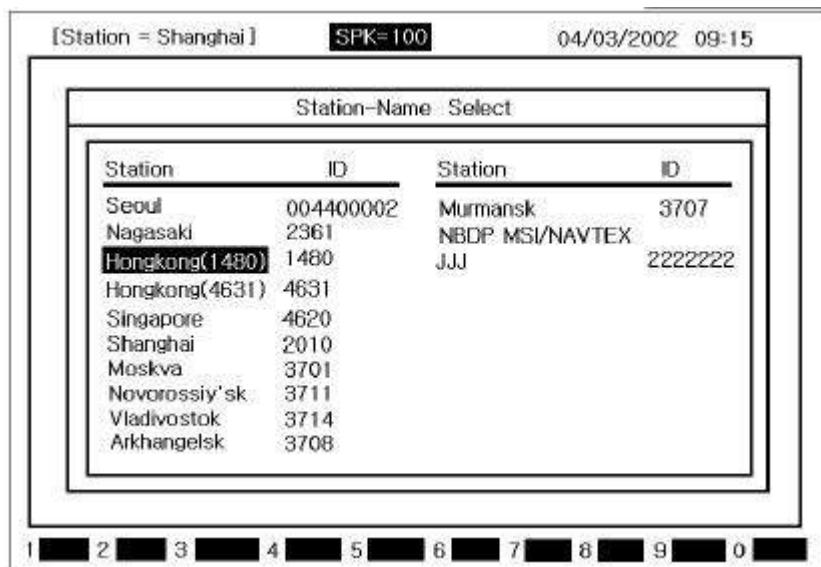 [Station = Shanghai] SPK=100 04/03/2002 09:15
Station-Name Select
Station ID Station ID
Seoul 004400002 Murmansk 3707
Nagasaki 2361 NBDP MSI/NAVTEX
Hongkong(1480) 1480 JJJ 2222222
Hongkong(4631) 4631
Singapore 4620
Shanghai 2010
Moskva 3701
Novorossiy'sk 3711
Vladivostok 3714
Arkhangelsk 3708
1 2 3 4 5 6 7 8 9 0